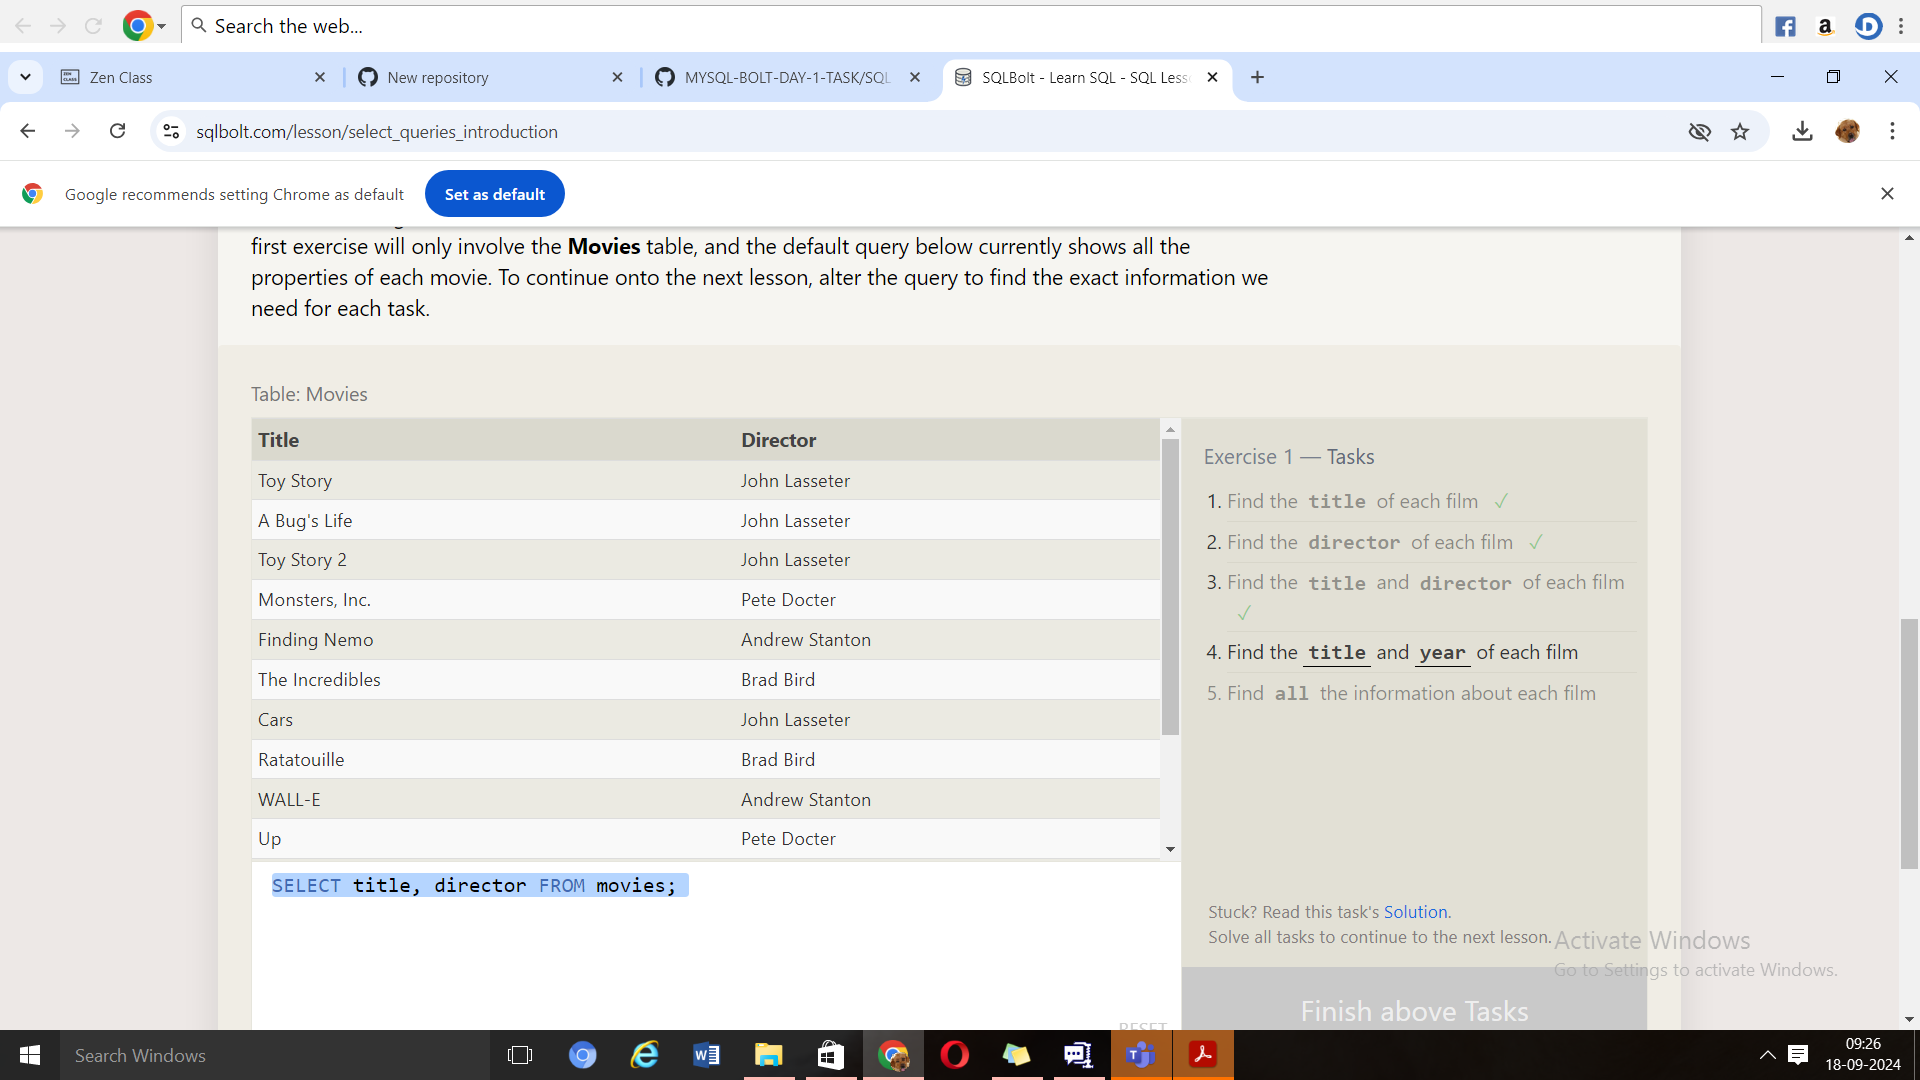 Search the web...
Zen Class
New repository
MYSQL-BOLT-DAY-1-TASK/SQL
SQLBolt - Learn SQL - SQL Less
sqlbolt.com/lesson/select_queries_introduction
Google recommends setting Chrome as default
Set as default
first exercise will only involve the Movies table, and the default query below currently shows all the
properties of each movie. To continue onto the next lesson, alter the query to find the exact information we
need for each task.
Table: Movies
Title Director
Toy Story John Lasseter
A Bug's Life John Lasseter
Toy Story 2 John Lasseter
Monsters, Inc. Pete Docter
Finding Nemo Andrew Stanton
The Incredibles Brad Bird
Cars John Lasseter
Ratatouille Brad Bird
WALL-E Andrew Stanton
Up Pete Docter
SELECT title, director FROM movies;
RESET
Exercise 1 — Tasks
1. Find the title of each film ✓
2. Find the director of each film ✓
3. Find the title and director of each film
✓
4. Find the title and year of each film
5. Find all the information about each film
Stuck? Read this task's Solution.
Solve all tasks to continue to the next lesson.
Finish above Tasks
Activate Windows
Go to Settings to activate Windows.
Search Windows
09:26
18-09-2024